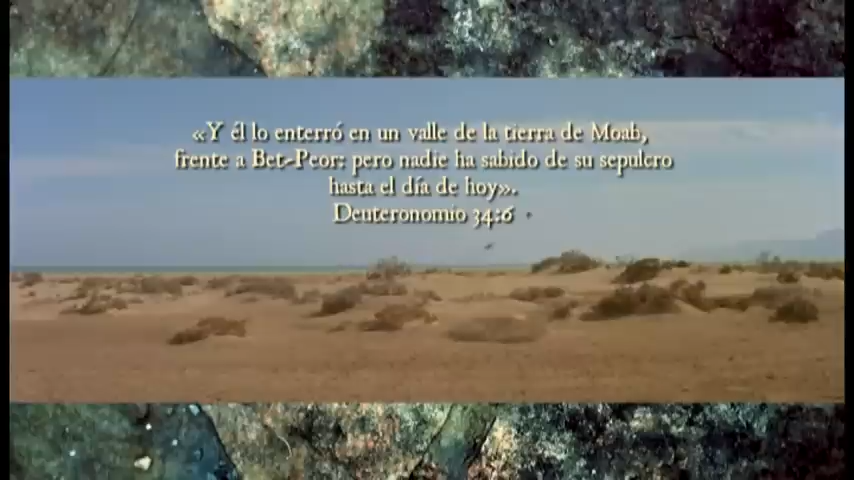 «Y él lo enterró en un valle de la tierra de Moab,
frente a Bet-Peor: pero nadie ha sabido de su sepulcro
hasta el día de hoy».
Deuteronomio 34:6